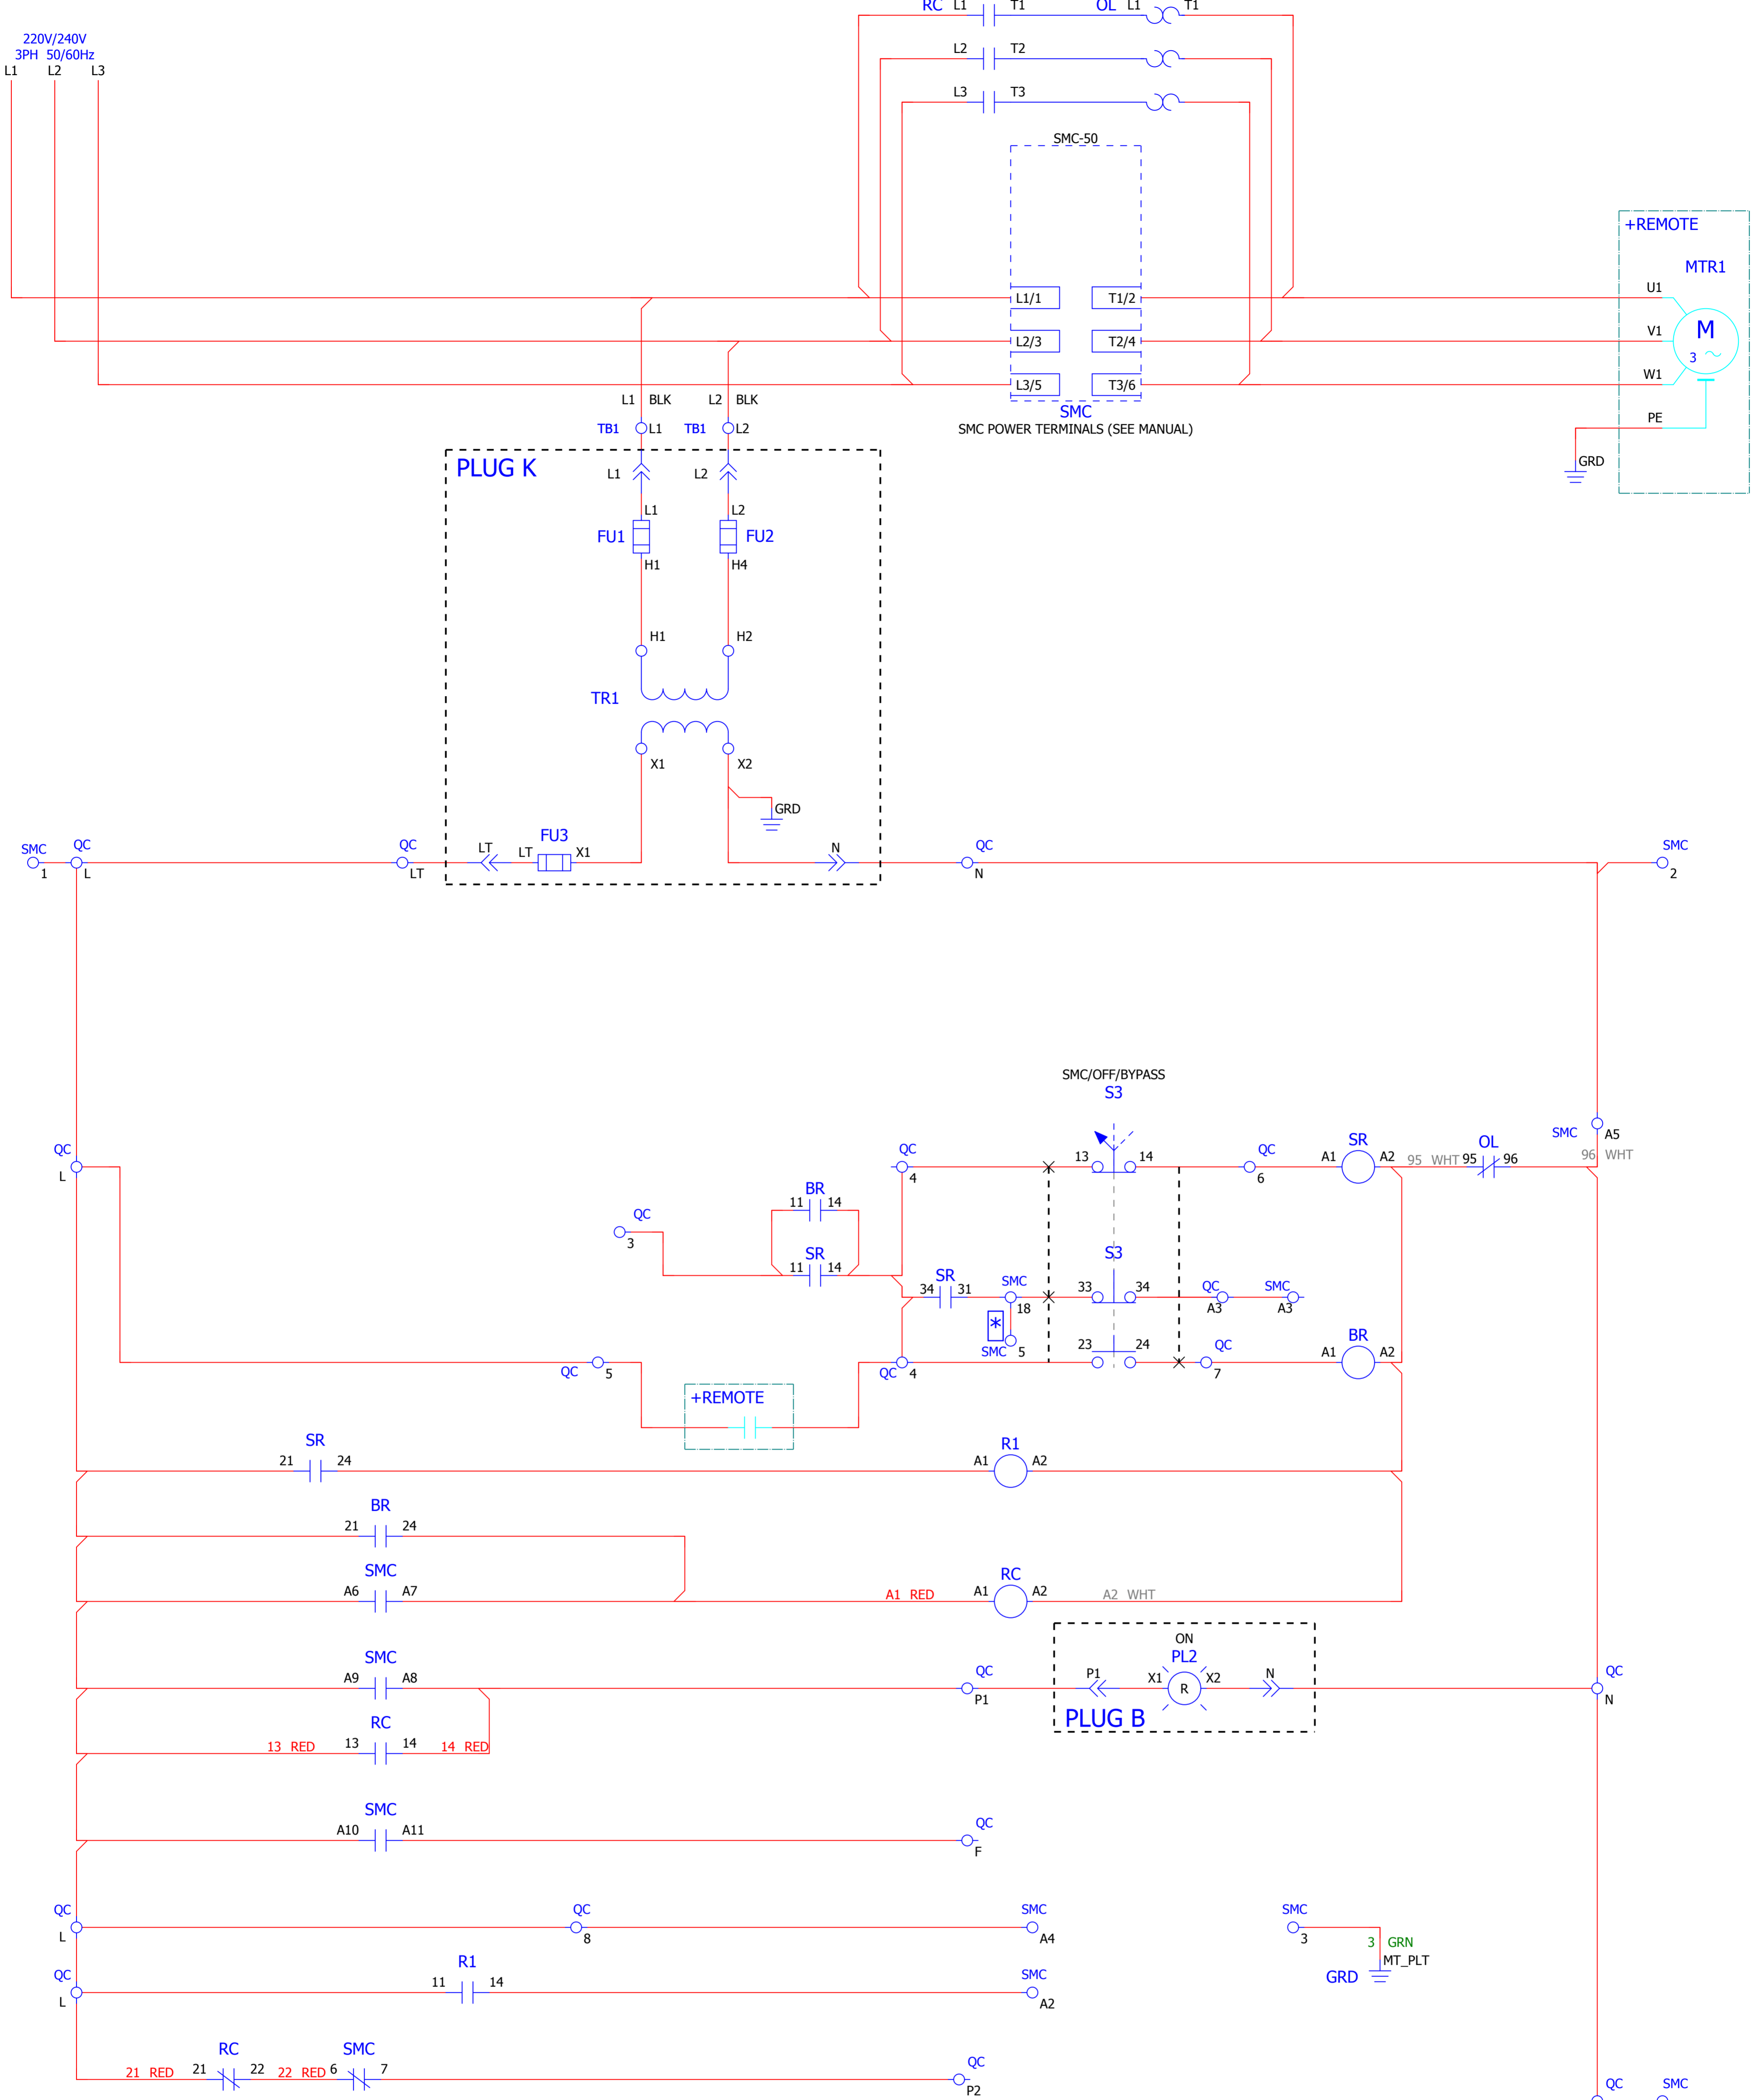 RC L1 T1 OL L1 T1
220V/240V
3PH 50/60Hz
L1 L2 L3
L2 T2
L3 T3
SMC-50
+REMOTE
MTR1
U1
L1/1 T1/2
M
3
V1
L2/3 T2/4
W1
L3/5 T3/6
L1 BLK L2 BLK
SMC
SMC POWER TERMINALS (SEE MANUAL)
PE
TB1 L1 TB1 L2
GRD
PLUG K
L1 L2
L1 L2
FU1 FU2
H1 H4
H1 H2
TR1
X1 X2
GRD
SMC QC QC FU3 QC SMC
LT LT X1 N
1 L LT N 2
SMC/OFF/BYPASS
S3
SMC A5
QC QC 13 14 QC SR OL
A1 A2 95 WHT 95 96 96 WHT
L 4 6
BR
11 14
QC
3
SR
11 14
S3
SR
34 31 SMC 33 34 QC SMC
18 A3 A3
*
SMC 5
23 24 QC BR
A1 A2
QC 5 QC 4 7
+REMOTE
SR
21 24
R1
A1 A2
BR
21 24
SMC
A6 A7
RC
A1 RED A1 A2 A2 WHT
ON
SMC
A9 A8
QC
P1
P1 X1 PL2 X2 N
R
PLUG B
QC
N
RC
13 RED 13 14 14 RED
SMC
A10 A11
QC
F
QC QC SMC SMC
L 8 A4 3
3 GRN
MT_PLT
GRD
QC R1 SMC
11 14
L A2
RC SMC
21 RED 21 22 22 RED 6 7
QC
P2
QC SMC